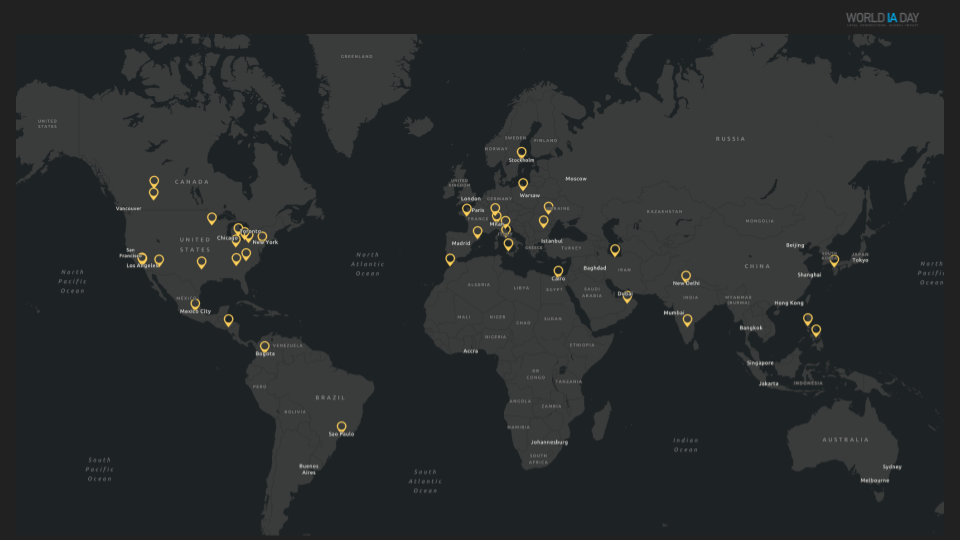 WORLD IA DAY
GREENLAND
UNITED
STATES
CANADA
Vancouver
UNITED
STATES
Chicago
Toronto
New York
San
Francisco
Los Angeles
North
Pacific
Ocean
MEXICO
Mexico City
VENEZUELA
Bogota
PERU
BRAZIL
BOLIVIA
Sao Paulo
Buenos
Aires
South
Pacific
Ocean
North
Atlantic
Ocean
South
Atlantic
Ocean
SWEDEN
FINLAND
NORWAY
Stockholm
RUSSIA
Moscow
UNITED
KINGDOM
London
GERMANY
Warsaw
Paris
UKRAINE
FRANCE
Milan
Madrid
Istanbul
GREECE
TURKEY
KAZAKHSTAN
MONGOLIA
Beijing
CHINA
JAPAN
Tokyo
Shanghai
North
Pacific
Ocean
Baghdad
IRAN
Cairo
ALGERIA
LIBYA
EGYPT
SAUDI
ARABIA
Dubai
New Delhi
INDIA
Mumbai
MYANMAR
(BURMA)
Hong Kong
Bangkok
MALI
NIGER
CHAD
SUDAN
NIGERIA
ETHIOPIA
Accra
DR
CONGO
TANZANIA
ANGOLA
ZAMBIA
NAMIBIA
Johannesburg
SOUTH
AFRICA
Singapore
Jakarta
INDONESIA
Indian
Ocean
AUSTRALIA
Sydney
Melbourne